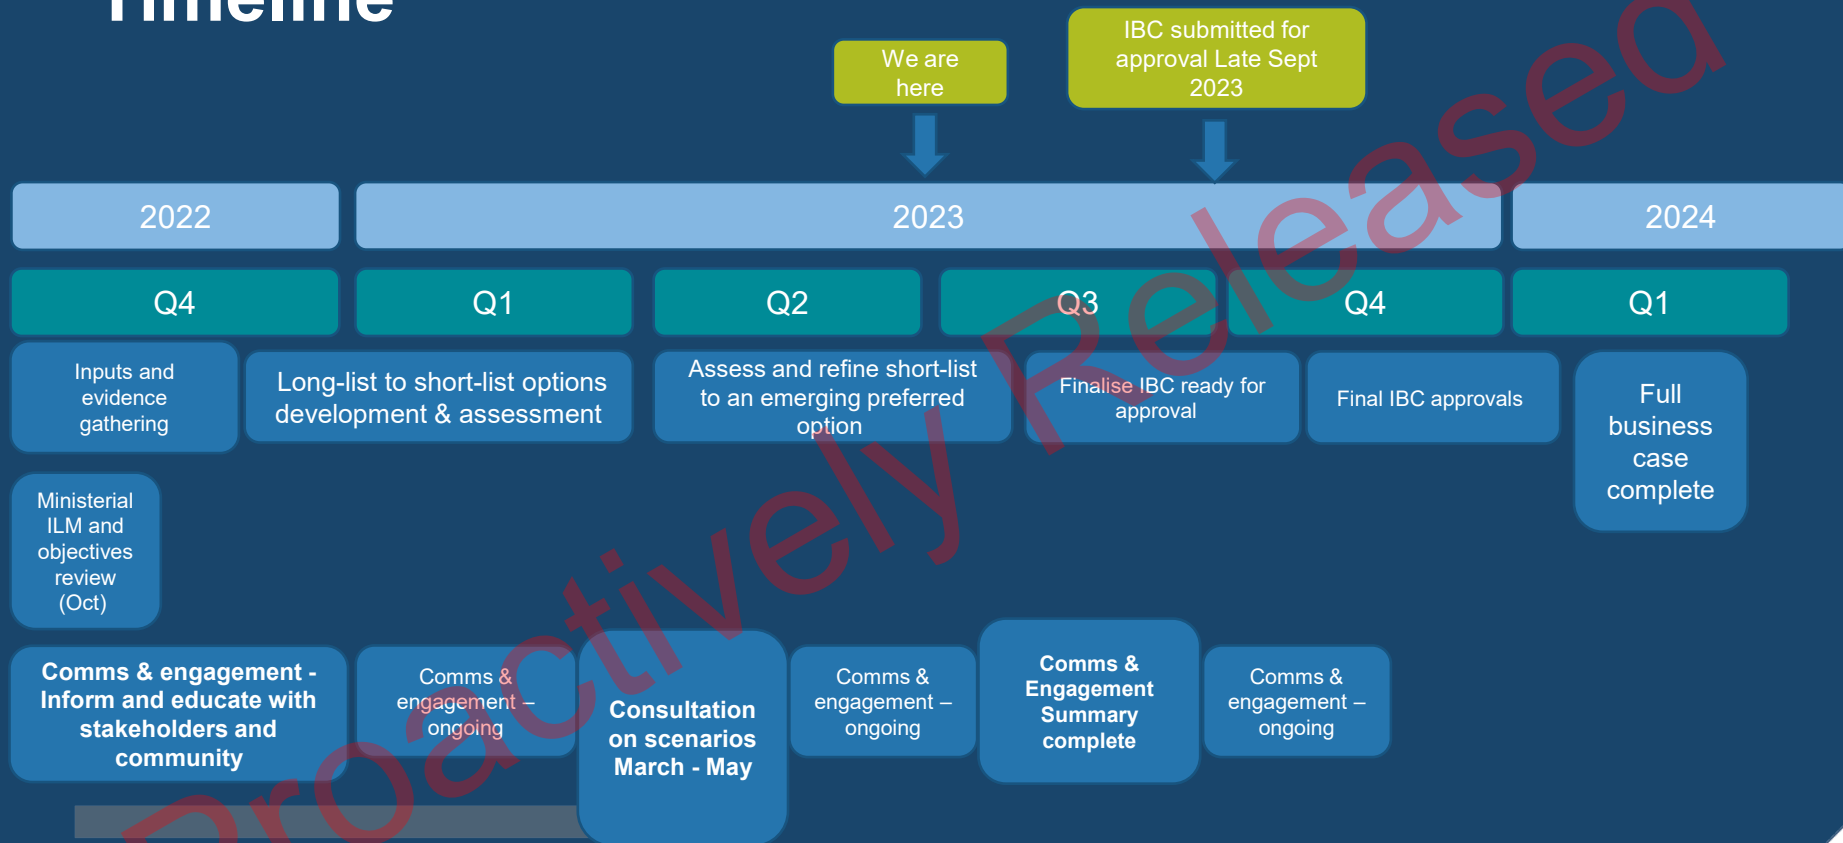 Timeline
We are
here
IBC submitted for
approval Late Sept
2023
2022
2023
2024
Q4
Q1
Q2
Q3
Q4
Q1
Inputs and
evidence
gathering
Long-list to short-list options
development & assessment
Assess and refine short-list
to an emerging preferred
option
Finalise IBC ready for
approval
Final IBC approvals
Full
business
case
complete
Ministerial
ILM and
objectives
review
(Oct)
Comms & engagement -
Inform and educate with
stakeholders and
community
Comms &
engagement –
ongoing
Consultation
on scenarios
March - May
Comms &
engagement –
ongoing
Comms &
Engagement
Summary
complete
Comms &
engagement –
ongoing
Proactively Released